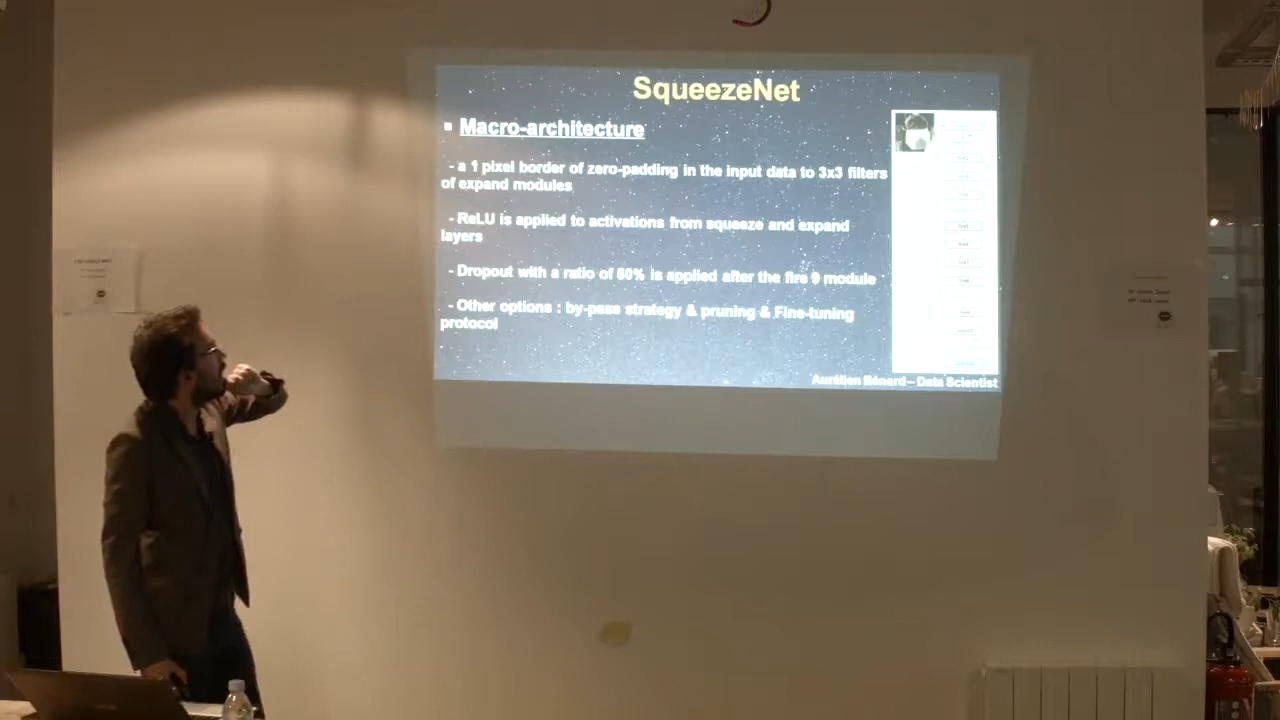 SqueezeNet
▪ Macro-architecture
- a 1 pixel border of zero-padding in the input data to 3x3 filters
of expand modules
- ReLU is applied to activations from squeeze and expand
layers
- Dropout with a ratio of 50% is applied after the fire 9 module
- Other options : by-pass strategy & pruning & Fine-tuning
protocol
Aurélien Bénard – Data Scientist